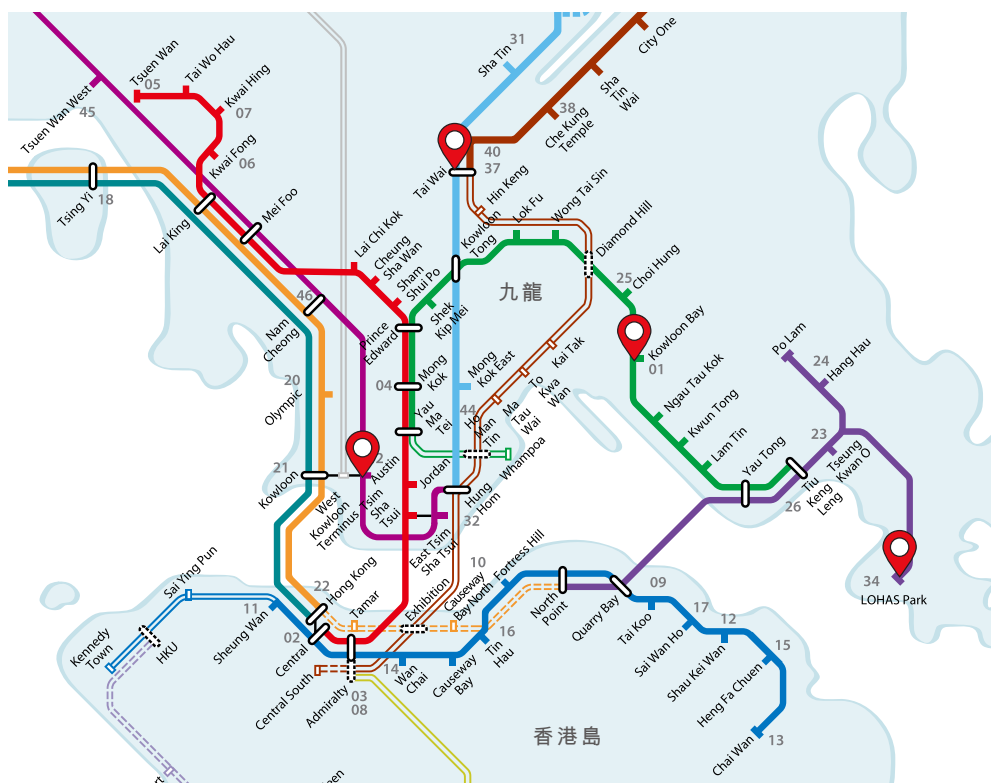 31
Sha Tin
City One
Tsuen Wan
05
Tai Wo Hau
Kwai Hing
07
Tsuen Wan West
45
Kwai Fong
06
Sha
Tin
Wai
38
Che Kung
Temple
40
37
Tai Wai
Hin Keng
Tsing Yi
18
Lai King
Mei Foo
Lai Chi Kok
Cheung
Sha Wan
Sham
Shui Po
Kowloon
Tong
Lok Fu
Wong Tai Sin
Diamond Hill
25
Choi Hung
九龍
46
Nam
Cheong
Prince
Edward
Shek
Kip Mei
Kowloon Bay
01
Kai Tak
Po Lam
24
Hang Hau
20
Olympic
04
Mong
Kok
Mong
Kok East
44
Yau
Ma
Tei
Ho
Man
Tin
Ma
Tau
Wai
To
Kwa
Wan
Ngau Tau Kok
Kwun Tong
Lam Tin
Yau Tong
23
Tseung
Kwan O
Tiu
Keng
Leng
26
21
Kowloon
West
Kowloon
Terminus
2
Austin
Jordan
Whampoa
Tsim
Sha
Tsui
Hung
Hom
32
East Tsim
Sha Tsui
34
LOHAS Park
22
Hong Kong
Tamar
Exhibition
10
Causeway
Bay North
Fortress Hill
North
Point
Quarry Bay
09
Tai Koo
17
Sai Wan Ho
12
Shau Kei Wan
15
Heng Fa Chuen
Chai Wan
13
Sai Ying Pun
Kennedy
Town
HKU
11
Sheung Wan
02
Central
Central South
Admiralty
03
08
14
Wan
Chai
Causeway
Bay
16
Tin
Hau
香港島